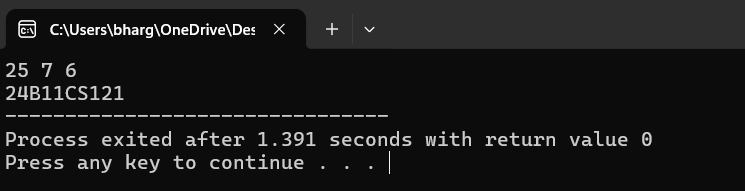 C:\Users\bharg\OneDrive\Des
25 7 6
24B11CS121
--------------------------------
Process exited after 1.391 seconds with return value 0
Press any key to continue . . .